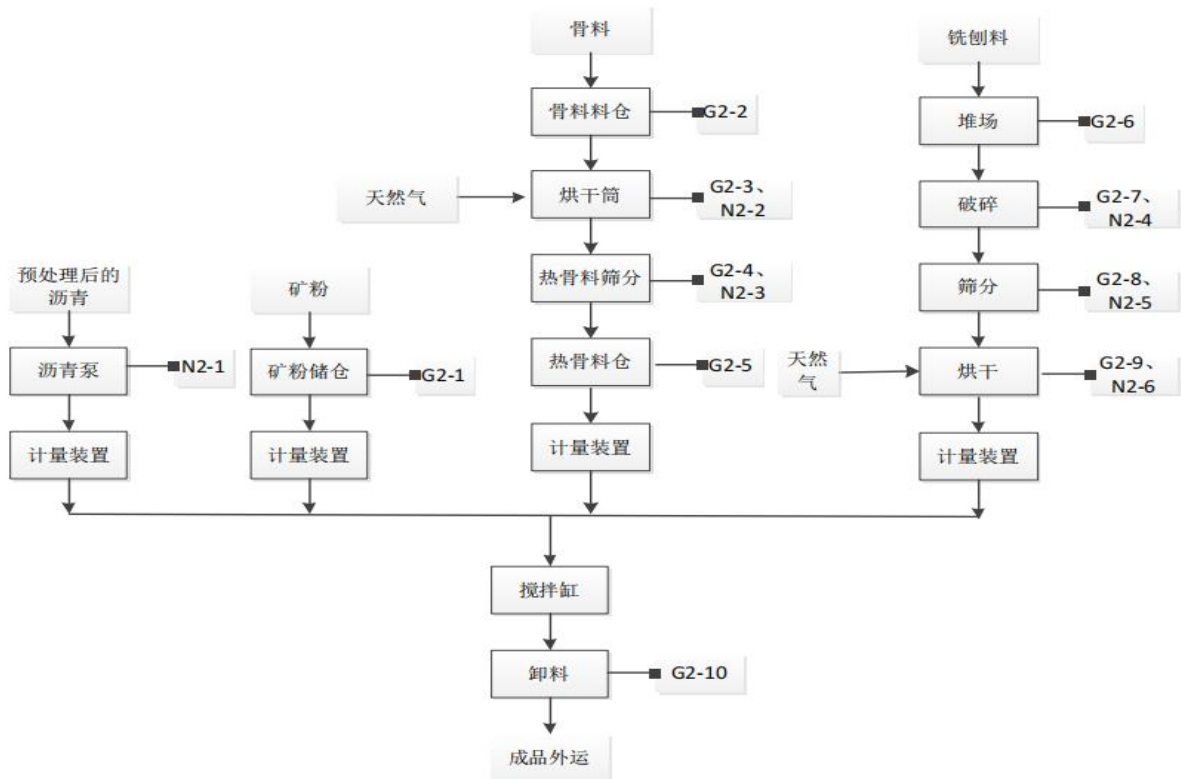 骨料
铣刨料
骨料料仓
G2-2
堆场
G2-6
天然气
烘干筒
G2-3、
N2-2
破碎
G2-7、
N2-4
预处理后的
沥青
矿粉
热骨料筛分
G2-4、
N2-3
筛分
G2-8、
N2-5
沥青泵
N2-1
矿粉储仓
G2-1
热骨料仓
G2-5
天然
气
烘干
G2-9、
N2-6
计量装置
计量装置
计量装置
计量装置
搅拌缸
卸料
G2-10
成品外运